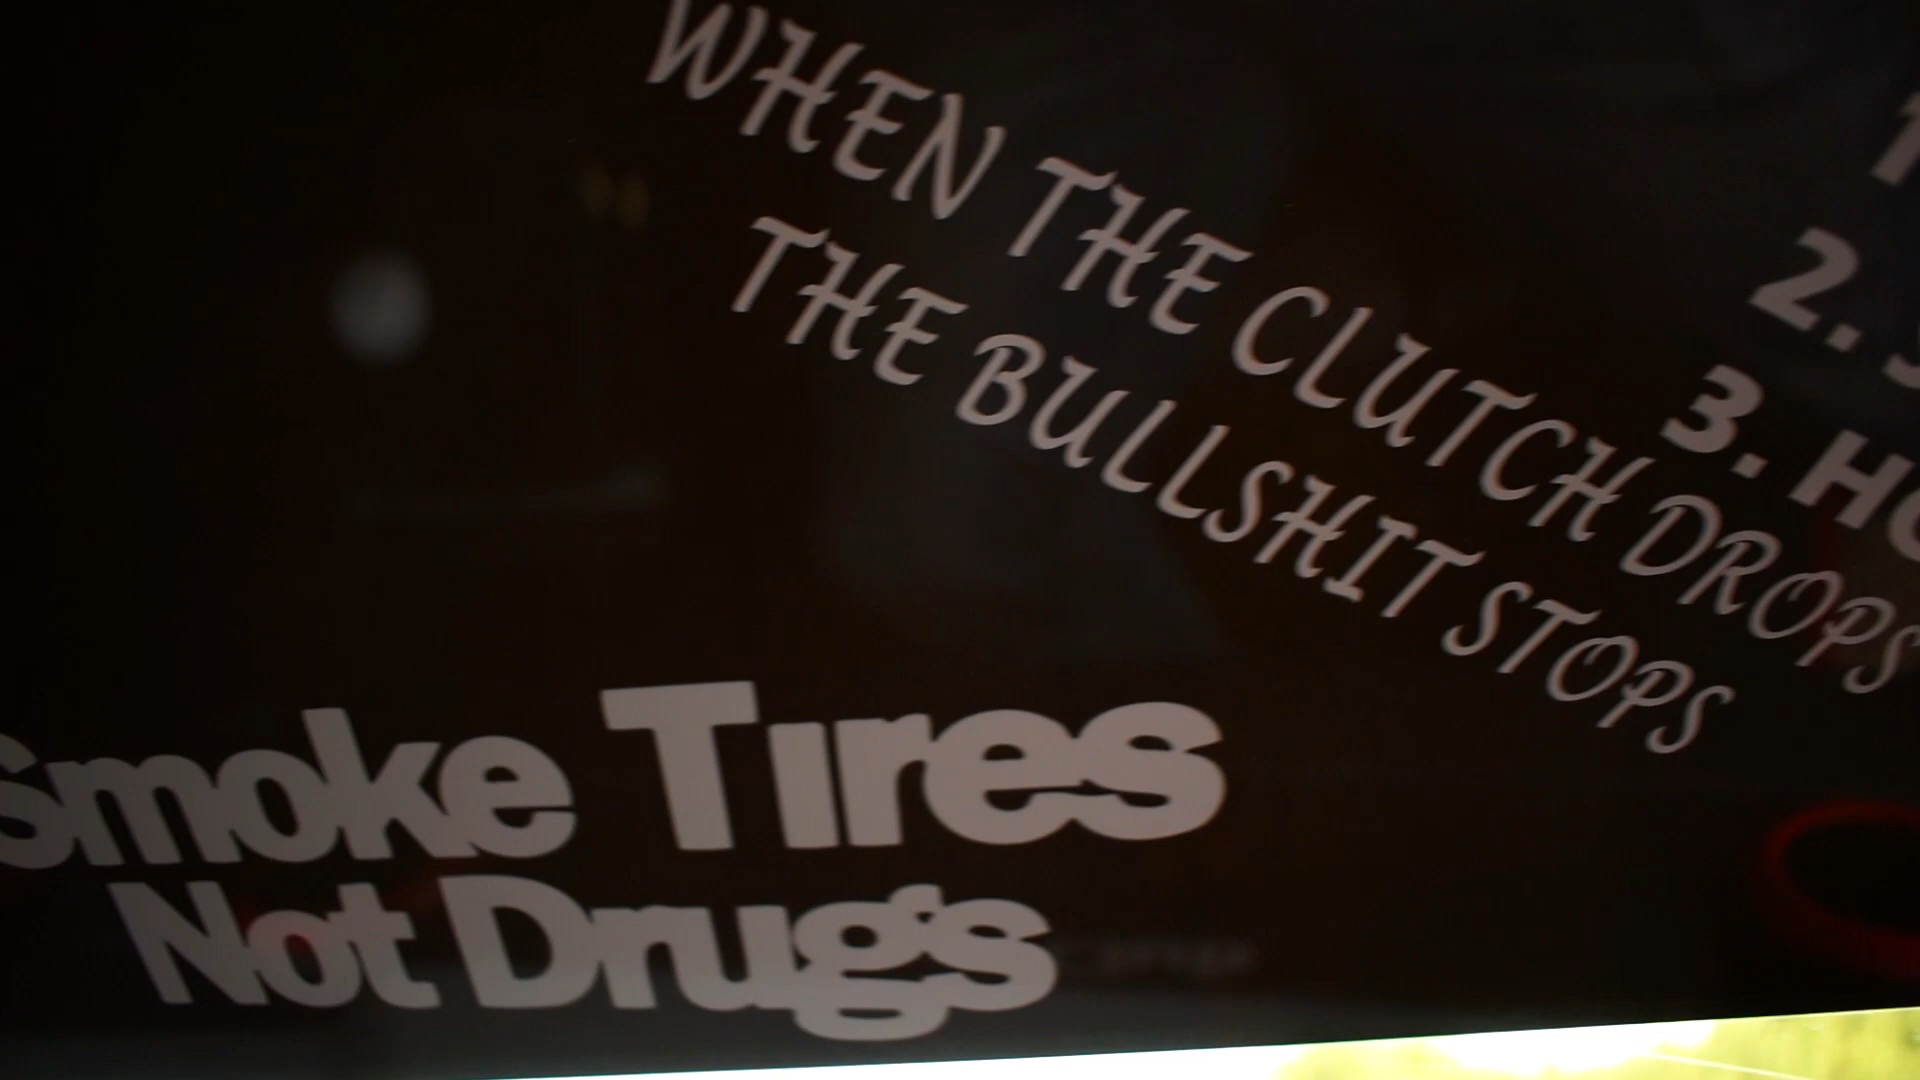 WHEN THE CLUTCH DROPS
THE BULLSHIT STOPS
2.
3.
Smoke Tires
Not Drugs